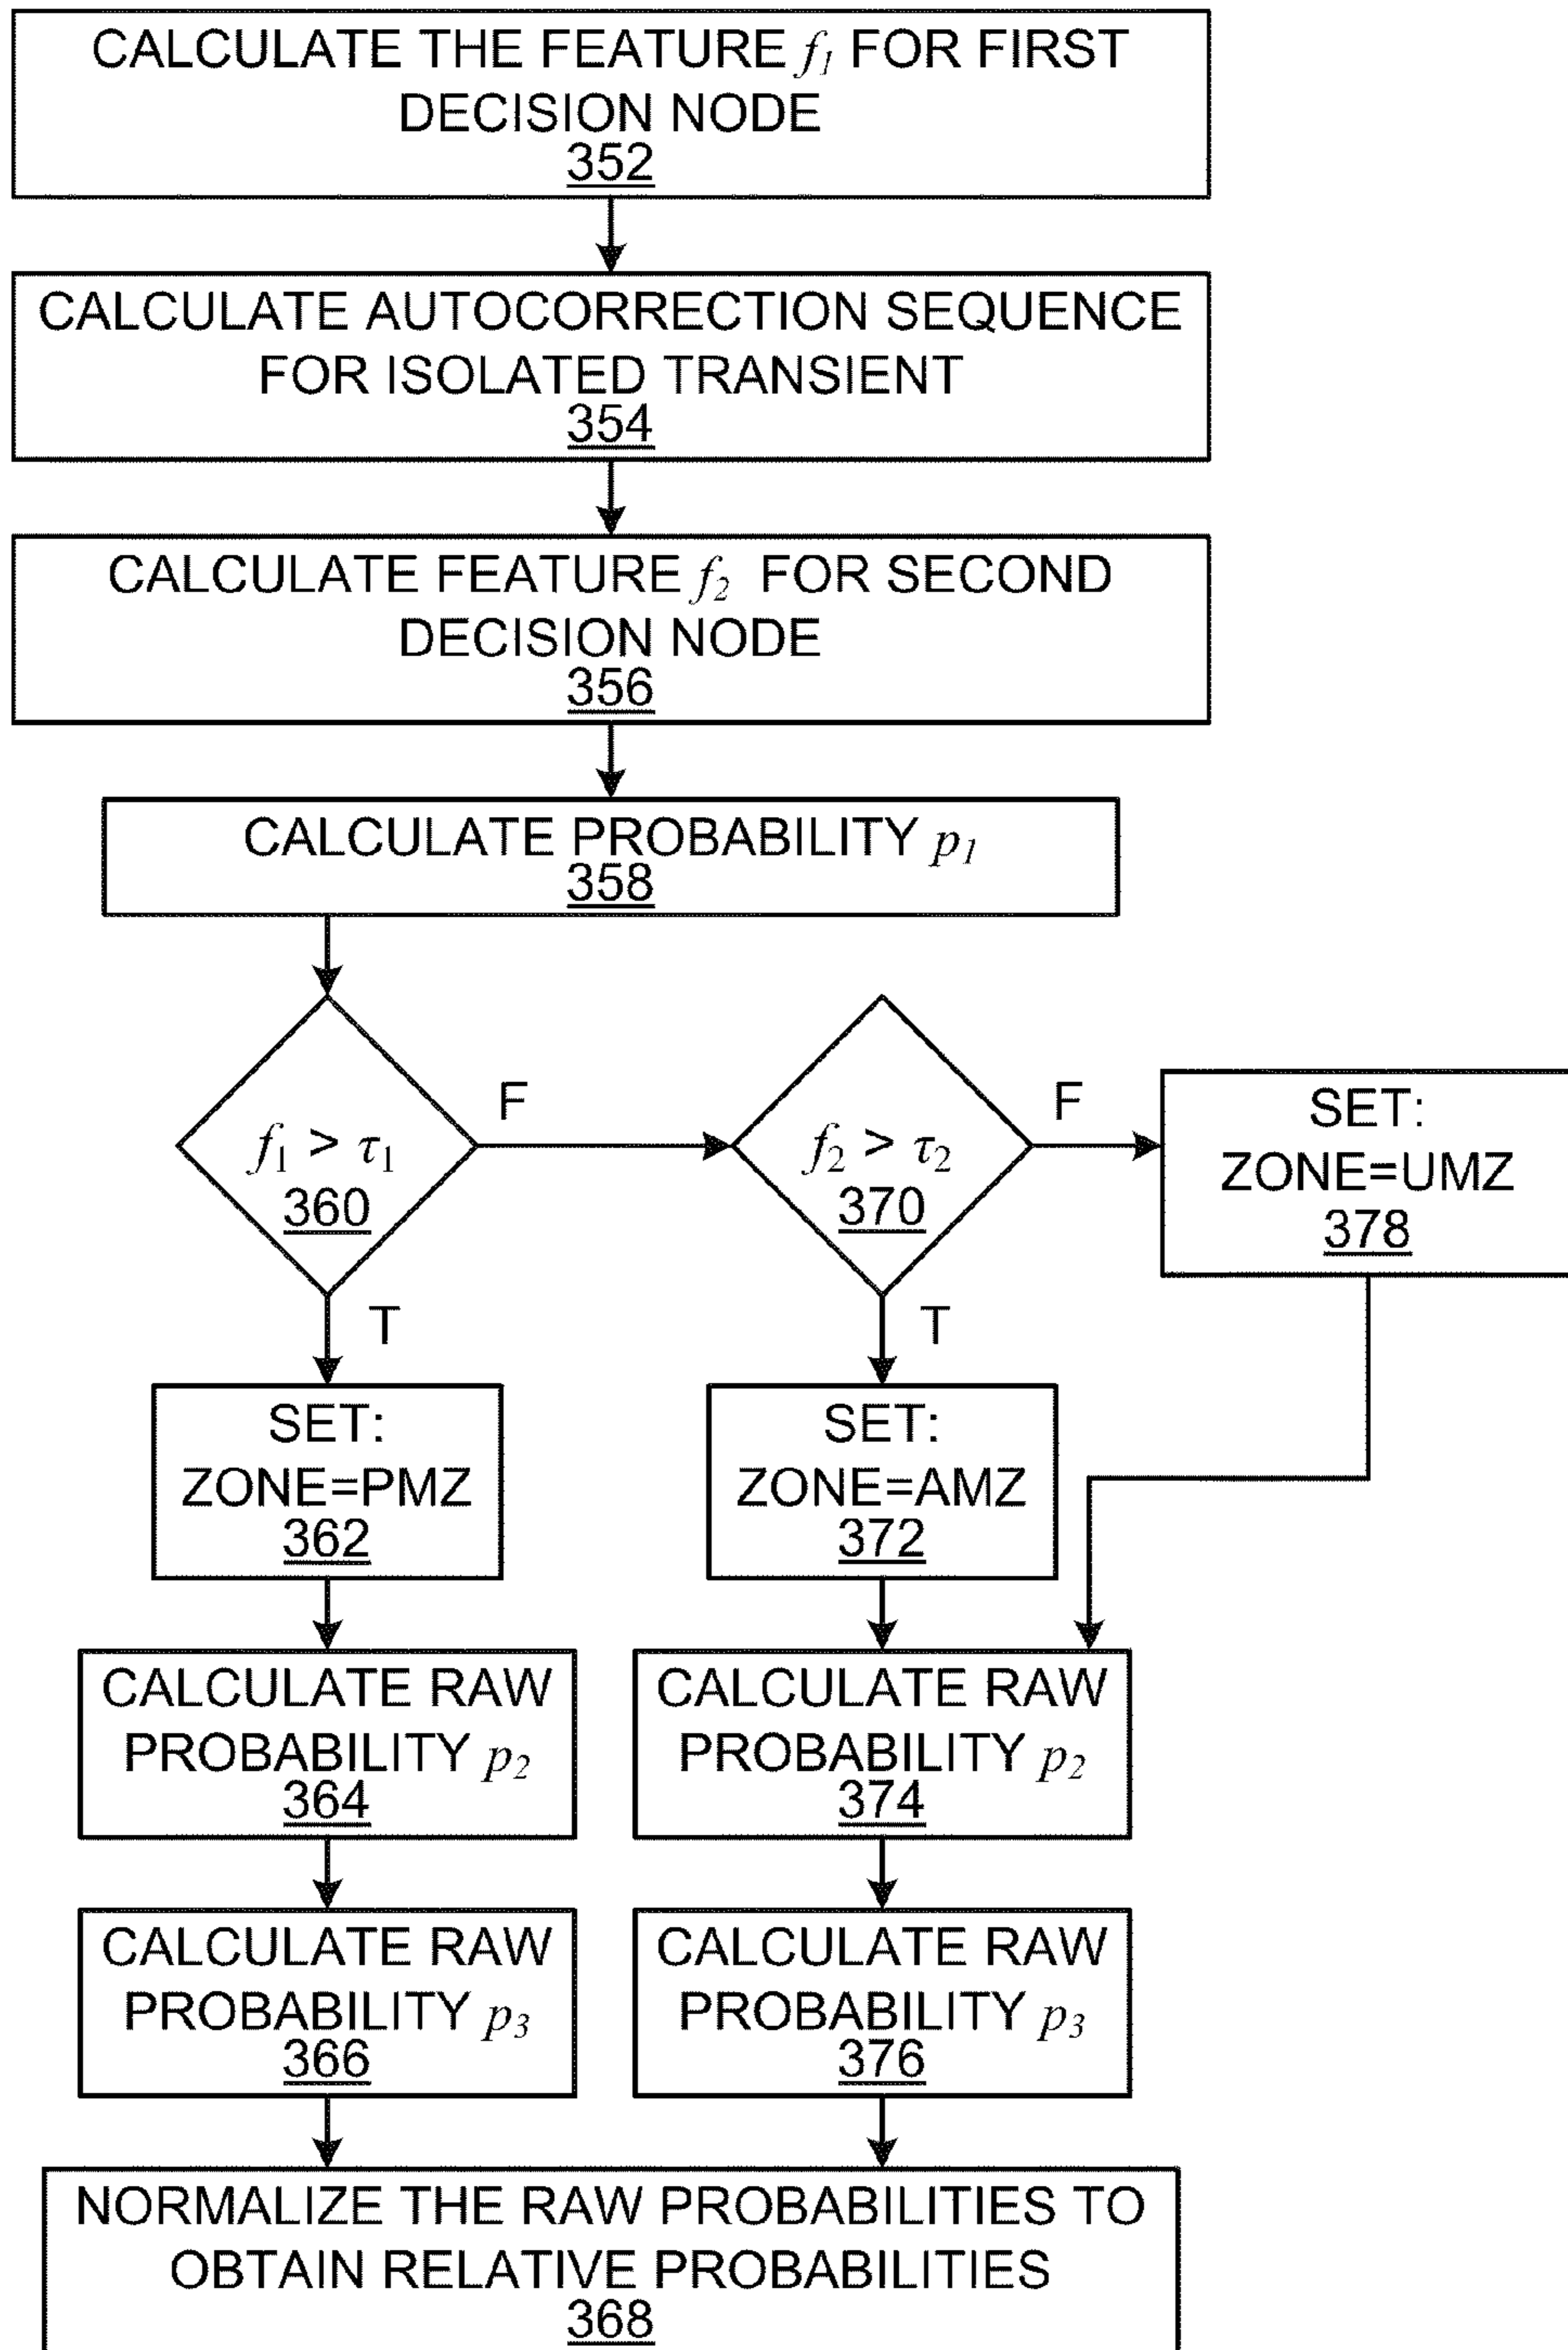 CALCULATE THE FEATURE f1 FOR FIRST
DECISION NODE
352
CALCULATE AUTOCORRECTION SEQUENCE
FOR ISOLATED TRANSIENT
354
CALCULATE FEATURE f2 FOR SECOND
DECISION NODE
356
CALCULATE PROBABILITY p1
358
f1 > τ1
360
F
T
f2 > τ2
370
F
T
SET:
ZONE=UMZ
378
SET:
ZONE=PMZ
362
SET:
ZONE=AMZ
372
CALCULATE RAW
PROBABILITY p2
364
CALCULATE RAW
PROBABILITY p2
374
CALCULATE RAW
PROBABILITY p3
366
CALCULATE RAW
PROBABILITY p3
376
NORMALIZE THE RAW PROBABILITIES TO
OBTAIN RELATIVE PROBABILITIES
368